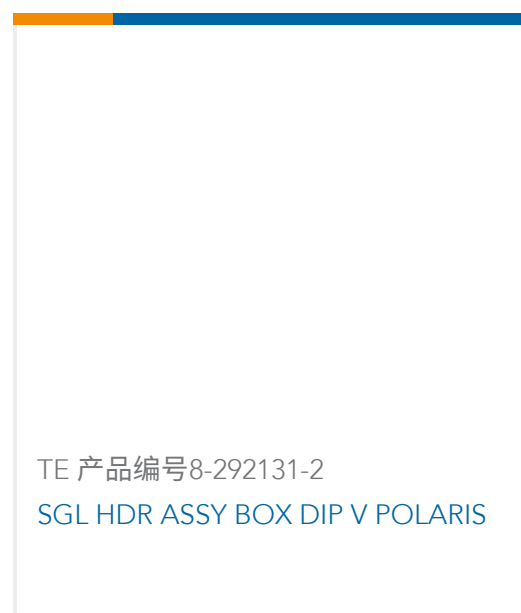 TE 产品编号8-292131-2
SGL HDR ASSY BOX DIP V POLARIS